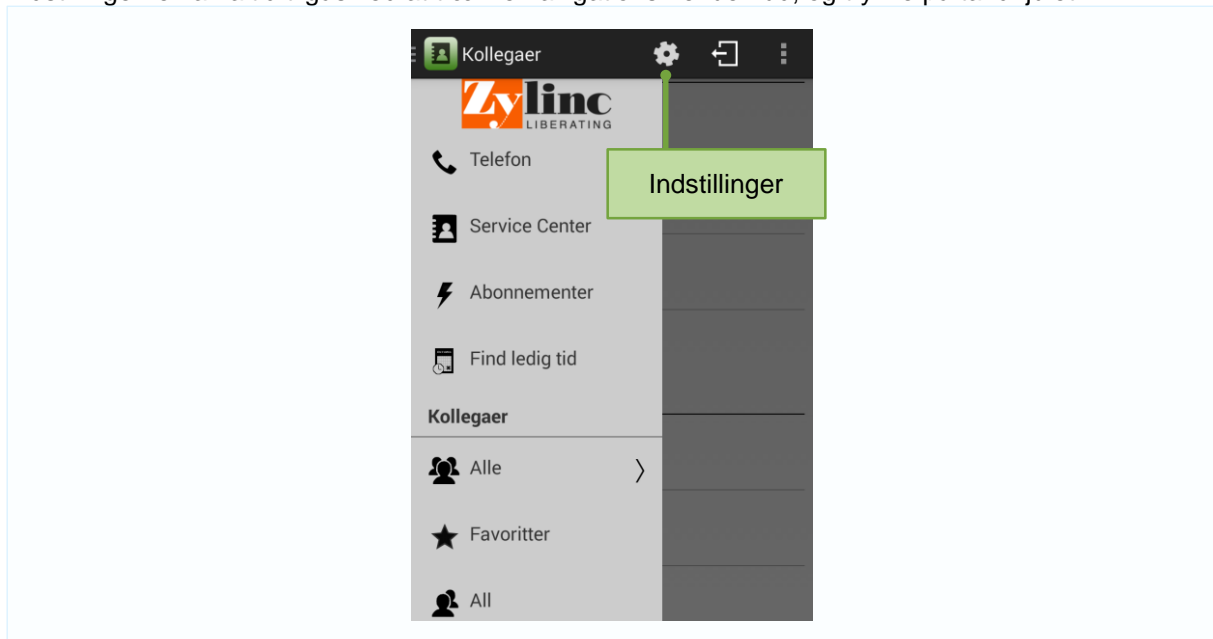 Kollegaer
Zylinc
LIBERATING
Telefon
Indstillinger
Service Center
Abonnementer
Find ledig tid
Kollegaer
Alle
Favoritter
All